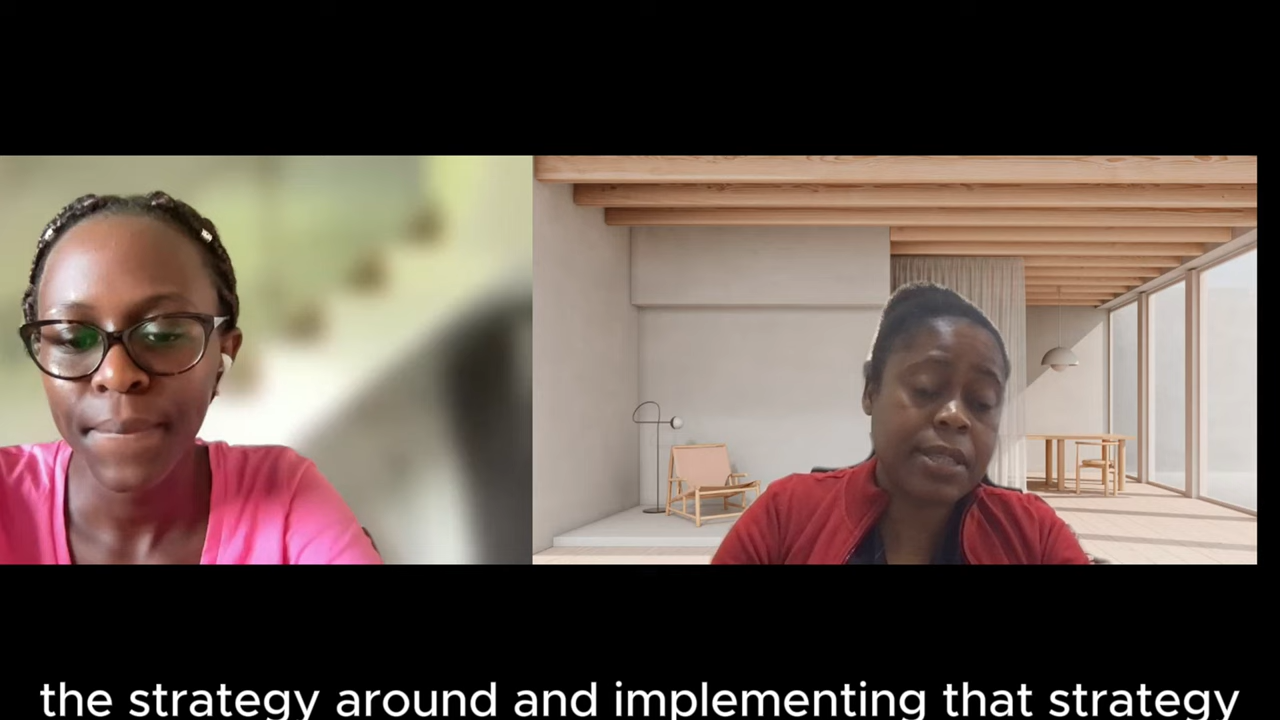 the strategy around and implementing that strategy